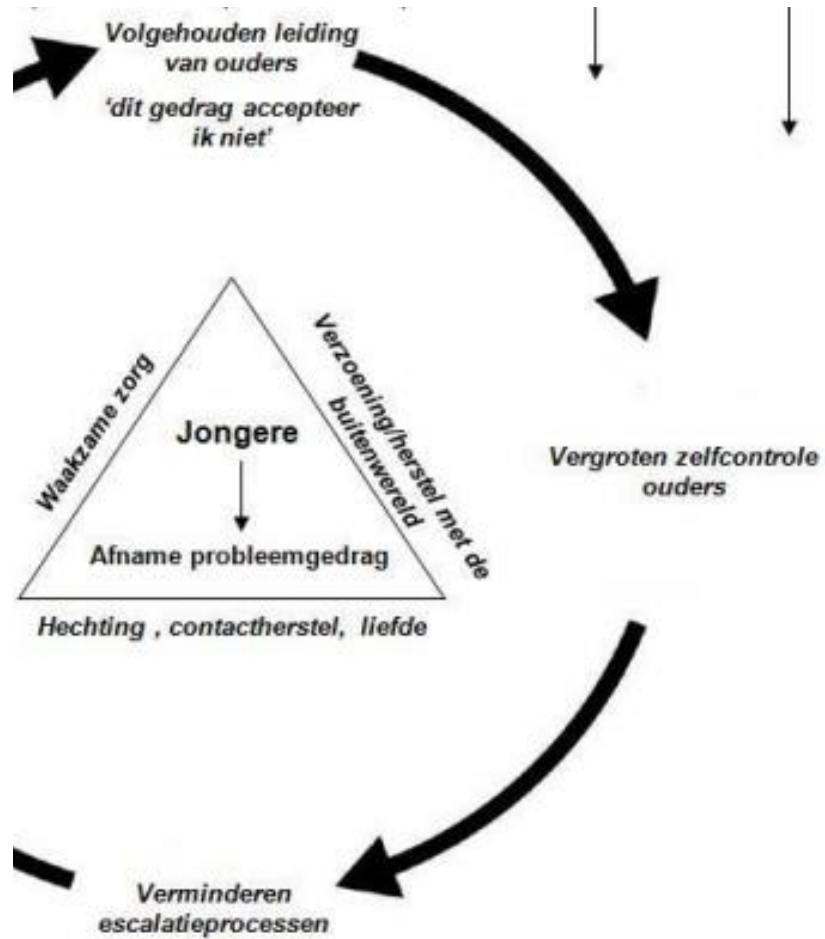 Volgehouden leiding
van ouders
'dit gedrag accepteer
ik niet'
Waakzame zorg
Verzoening/herstel met de
buitenwereld
Jongere
Afname probleemgedrag
Hechting , contactherstel, liefde
Vergroten zelfcontrole
ouders
Verminderen
escalatieprocessen